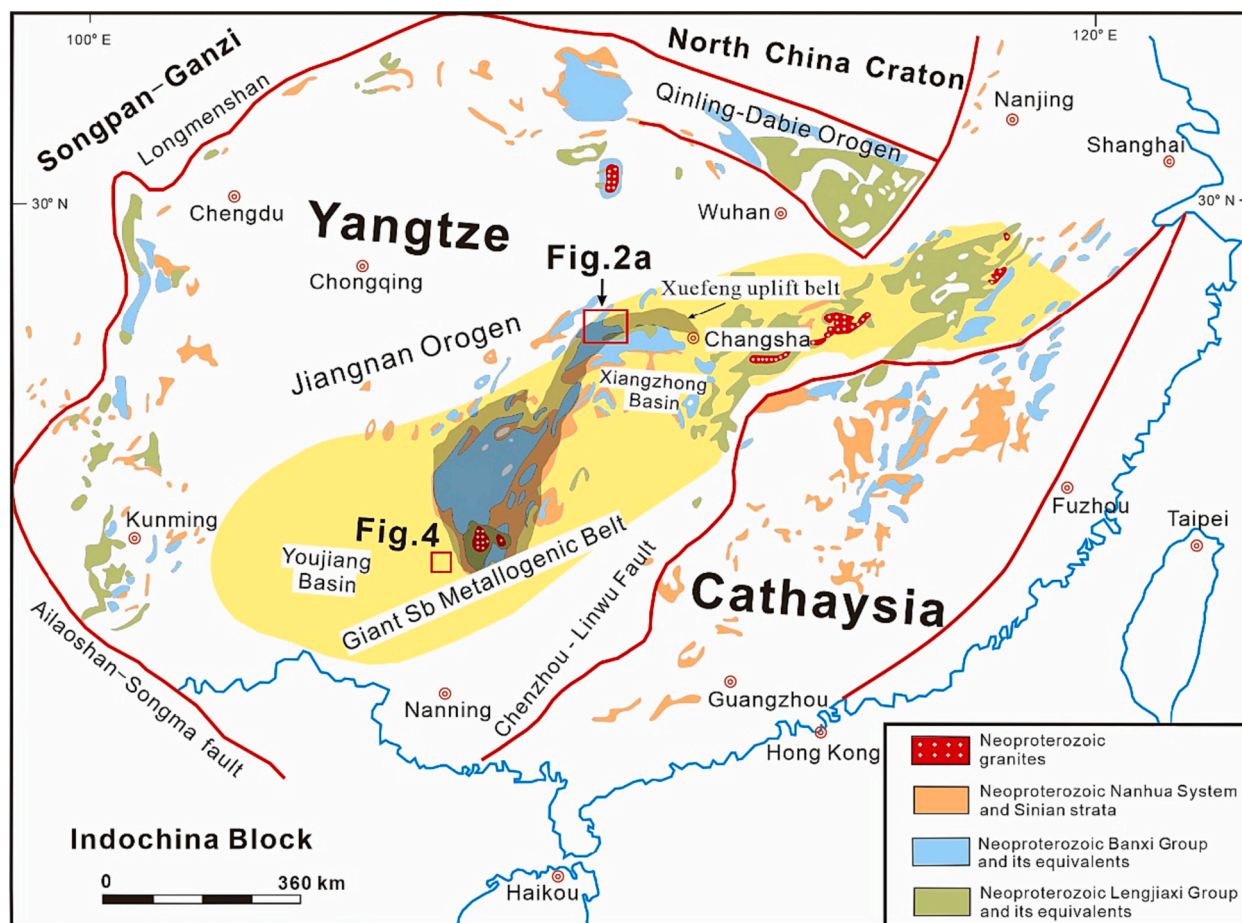 100° E
120° E
North China Craton
Songpan-Ganzi
Longmenshan
Qinling-Dabie Orogen
Nanjing
Shanghai
30° N
30° N
Chengdu
Wuhan
Yangtze
Chongqing
Fig.2a
Xuefeng uplift belt
Jiangnan Orogen
Changsha
Xiangzhong
Basin
Kunming
Fig.4
Youjiang
Basin
Giant Sb Metallogenic Belt
Fuzhou
Taipei
Cathaysia
Ailaoshan-Songma fault
Chenzhou - Linwu Fault
Nanning
Guangzhou
Hong Kong
Indochina Block
0
360 km
Haikou
Neoproterozoic
granites
Neoproterozoic Nanhua System
and Sinian strata
Neoproterozoic Banxi Group
and its equivalents
Neoproterozoic Lengjiaxi Group
and its equivalents